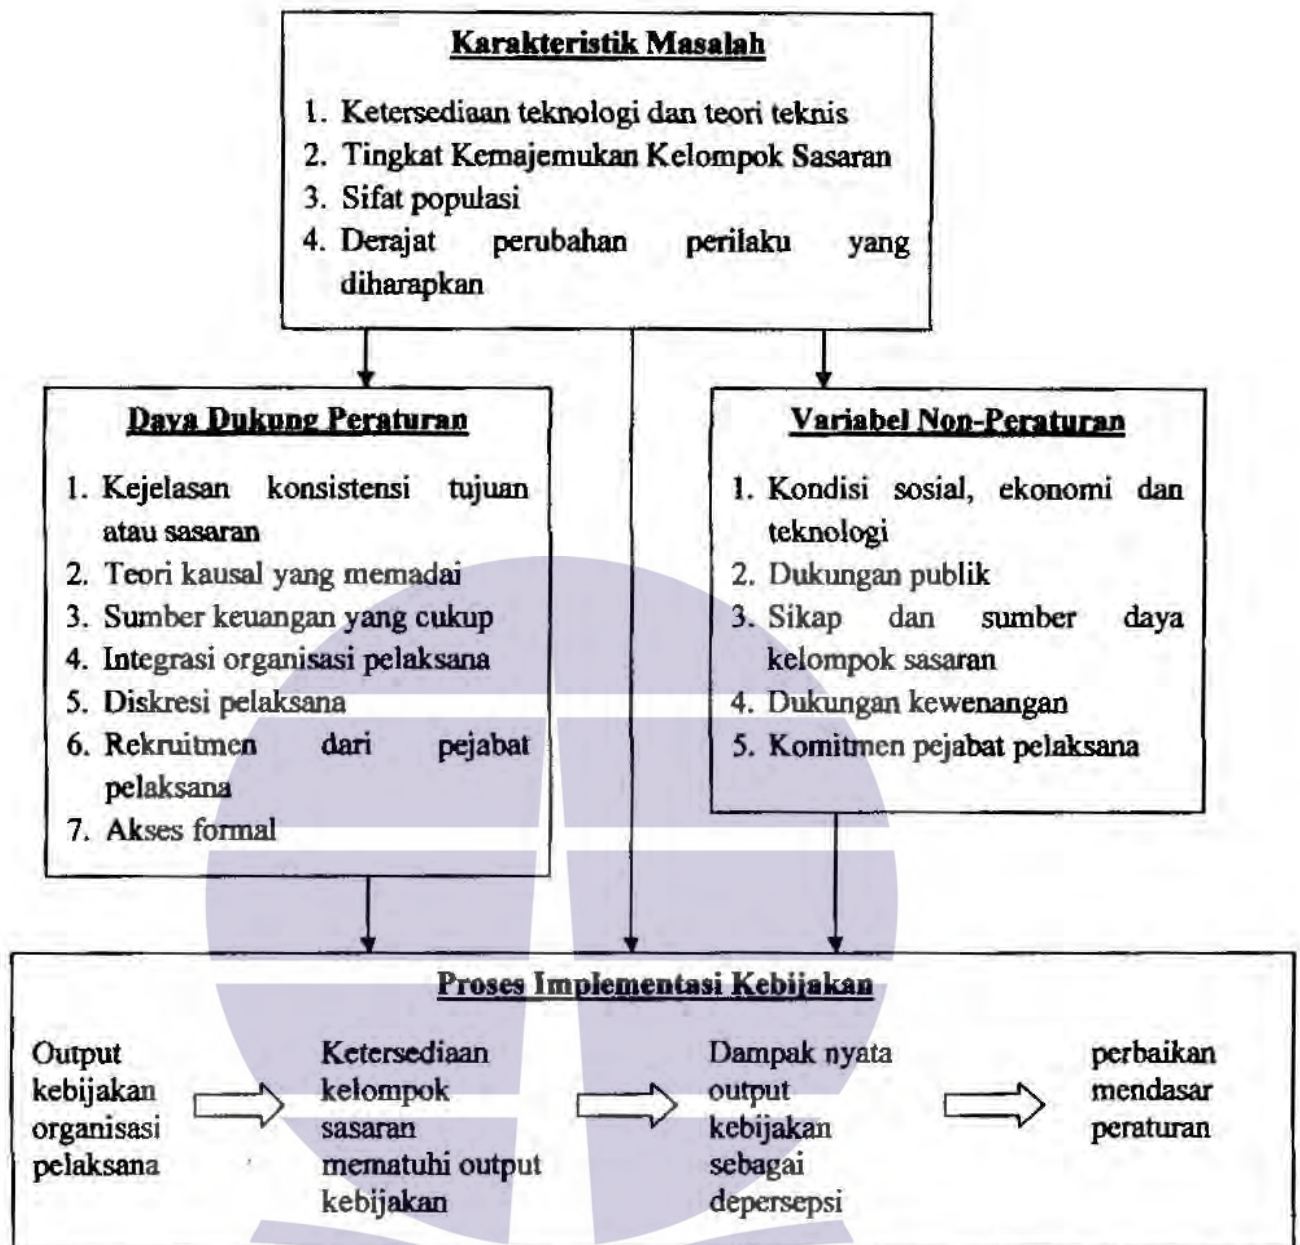 Karakteristik Masalah
1. Ketersediaan teknologi dan teori teknis
2. Tingkat Kemajemukan Kelompok Sasaran
3. Sifat populasi
4. Derajat perubahan perilaku yang
diharapkan
Daya Dukung Peraturan
1. Kejelasan konsistensi tujuan
atau sasaran
2. Teori kausal yang memadai
3. Sumber keuangan yang cukup
4. Integrasi organisasi pelaksana
5. Diskresi pelaksana
6. Rekruitmen dari pejabat
pelaksana
7. Akses formal
Variabel Non-Peraturan
1. Kondisi sosial, ekonomi dan
teknologi
2. Dukungan publik
3. Sikap dan sumber daya
kelompok sasaran
4. Dukungan kewenangan
5. Komitmen pejabat pelaksana
Proses Implementasi Kebijakan
Output
kebijakan
organisasi
pelaksana
Ketersediaan
kelompok
sasaran
mematuhi output
kebijakan
Dampak nyata
output
kebijakan
sebagai
depersepsi
perbaikan
mendasar
peraturan